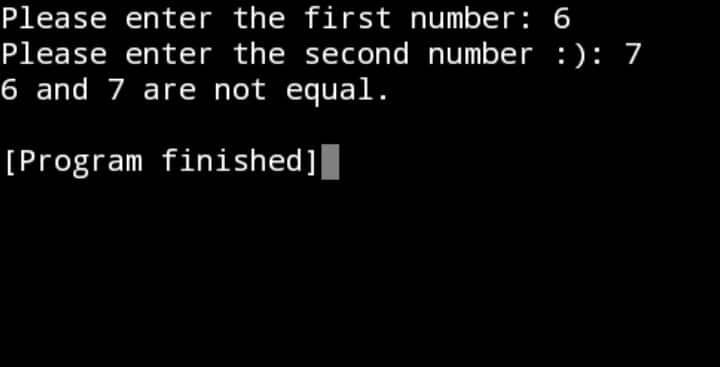 Please enter the first number: 6
Please enter the second number :): 7
6 and 7 are not equal.
[Program finished]